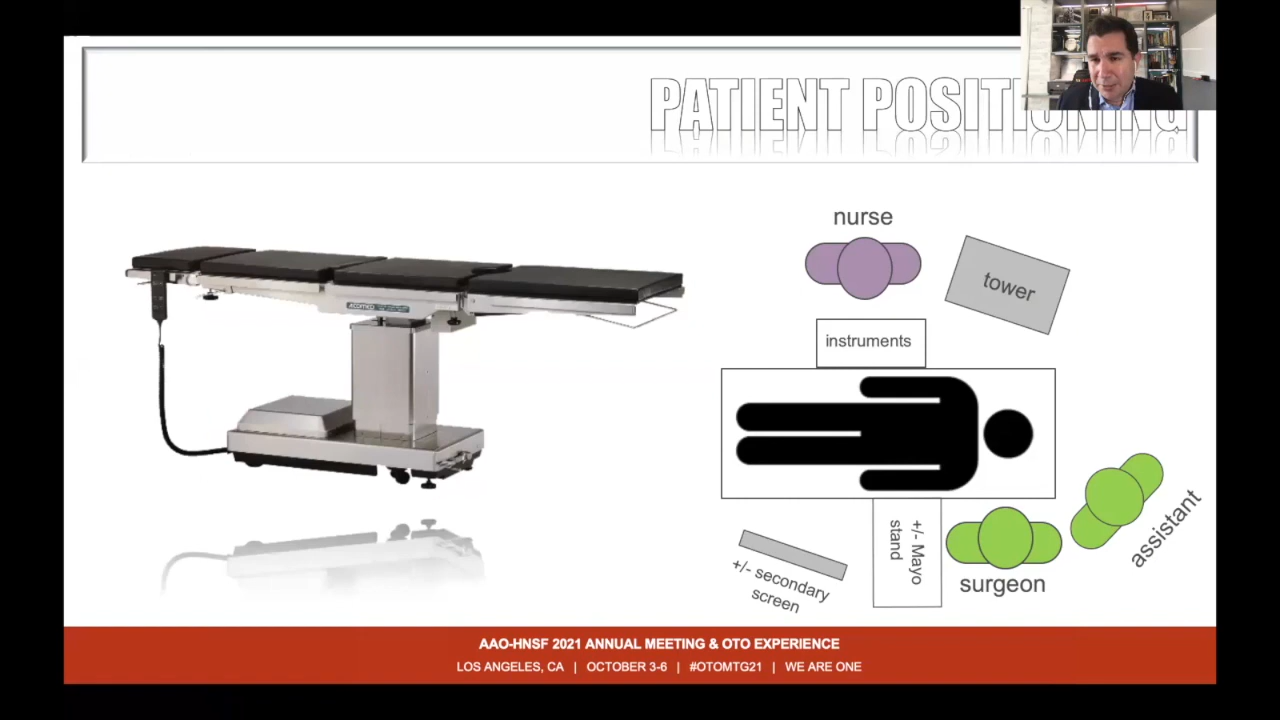 PATIENT POSITIONING
nurse
tower
instruments
+/- Mayo
stand
+/- secondary
screen
surgeon
assistant
AAO-HNSF 2021 ANNUAL MEETING & OTO EXPERIENCE
LOS ANGELES, CA | OCTOBER 3-6 | #OTOMTG21 | WE ARE ONE